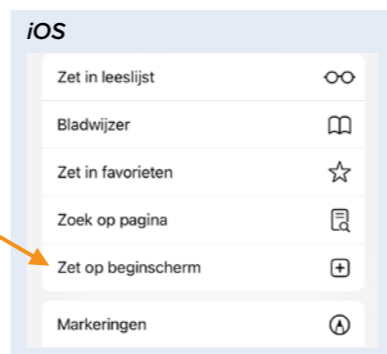 iOS
Zet in leeslijst
Bladwijzer
Zet in favorieten
Zoek op pagina
Zet op beginscherm
Markeringen